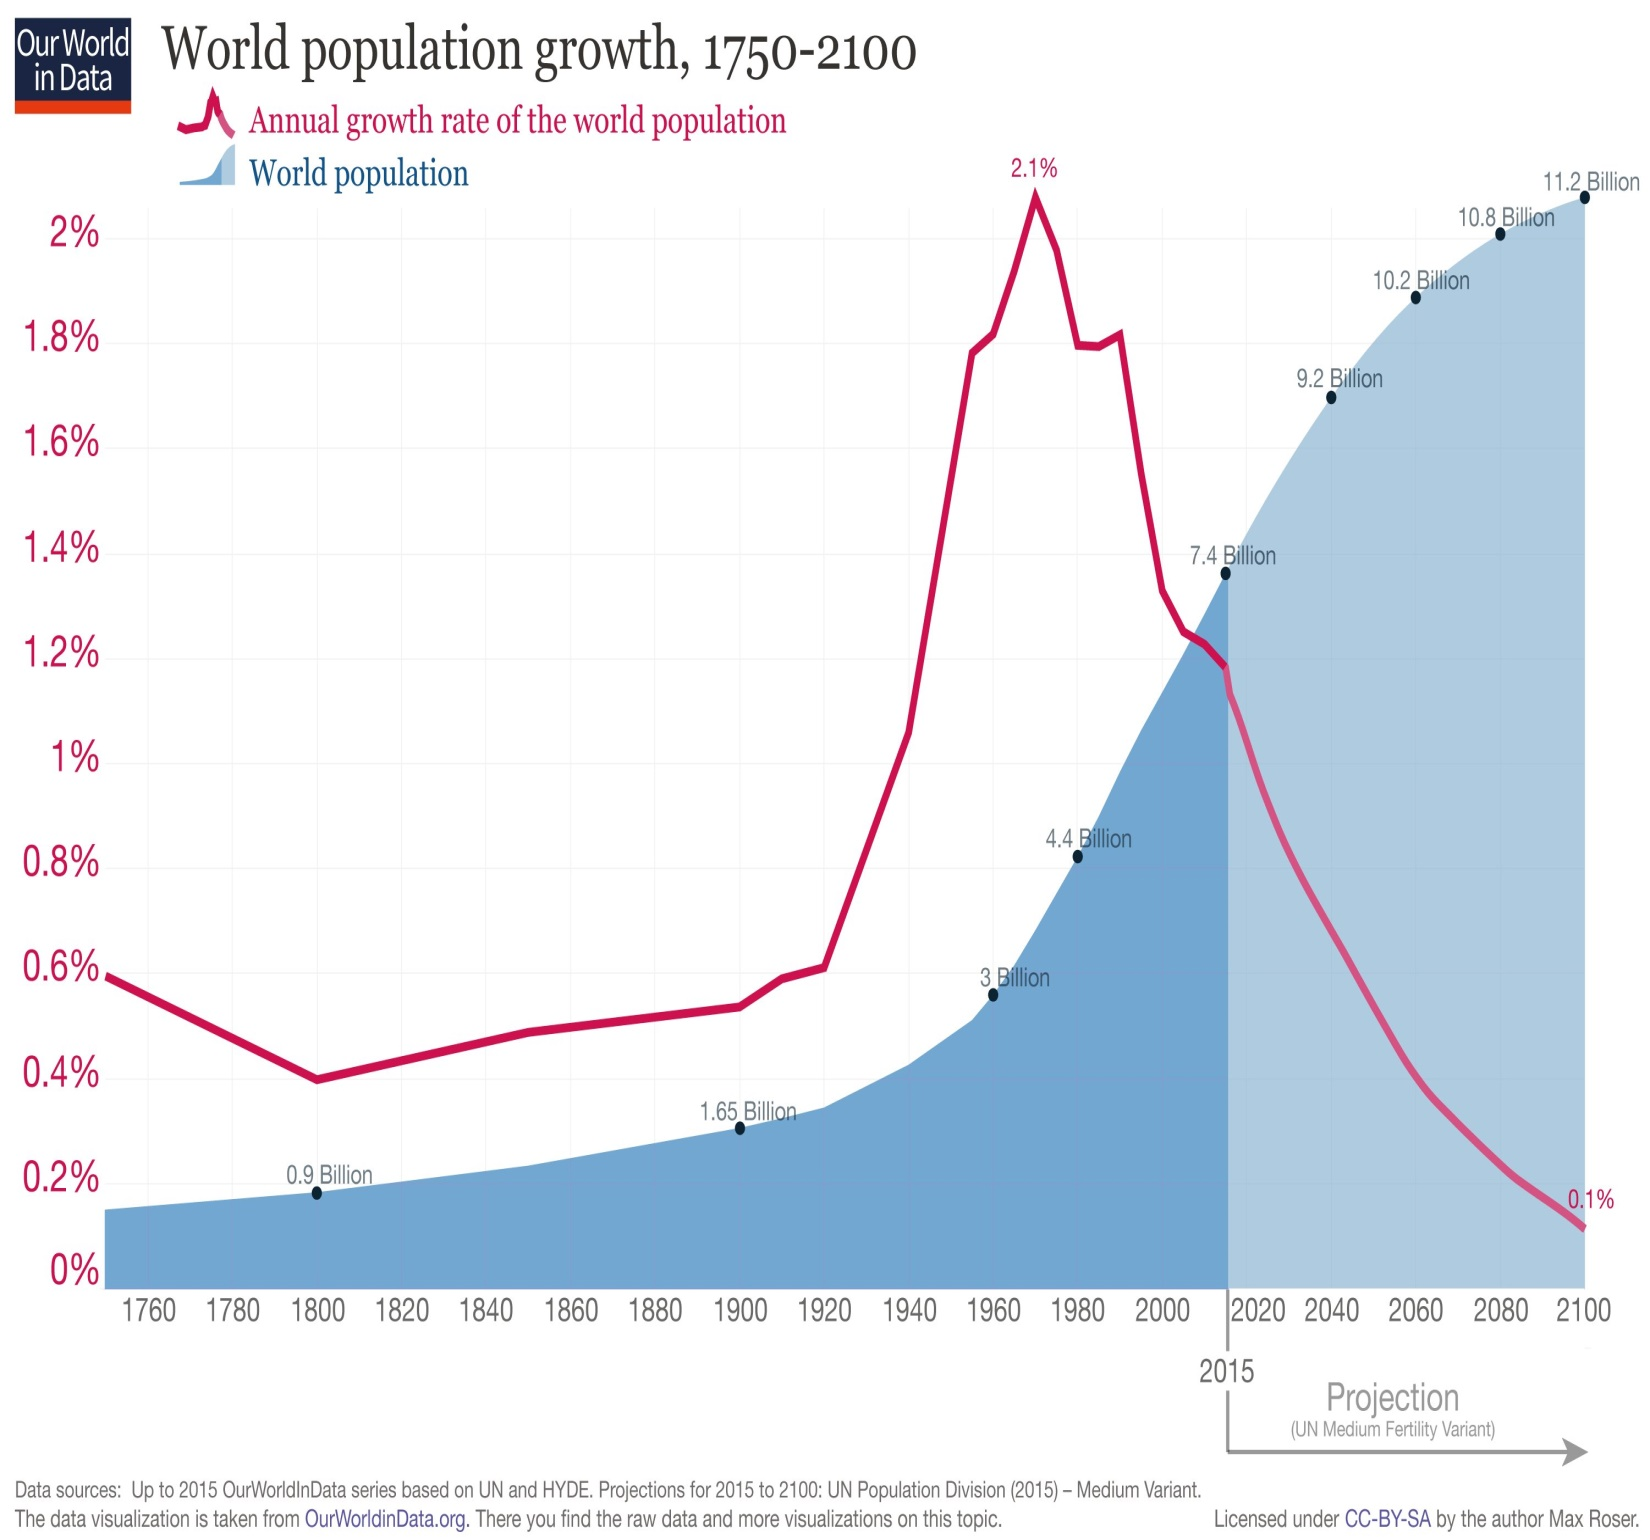 Our World
in Data
World population growth, 1750-2100
Annual growth rate of the world population
World population
2.1%
11.2 Billion
10.8 Billion
10.2 Billion
9.2 Billion
7.4 Billion
4.4 Billion
3 Billion
1.65 Billion
0.9 Billion
0.1%
2%
1.8%
1.6%
1.4%
1.2%
1%
0.8%
0.6%
0.4%
0.2%
0%
1760 1780 1800 1820 1840 1860 1880 1900 1920 1940 1960 1980 2000 2020 2040 2060 2080 2100
2015
Projection
(UN Medium Fertility Variant)
Data sources: Up to 2015 OurWorldInData series based on UN and HYDE. Projections for 2015 to 2100: UN Population Division (2015) – Medium Variant.
The data visualization is taken from OurWorldinData.org. There you find the raw data and more visualizations on this topic.
Licensed under CC-BY-SA by the author Max Roser.